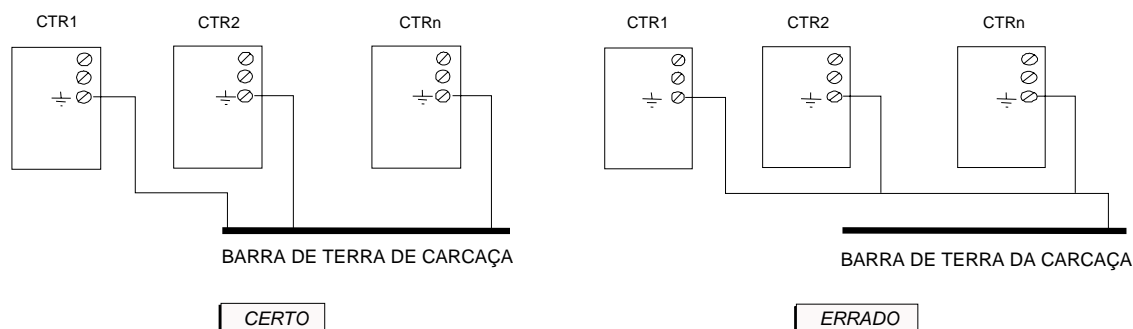 CTR1
CTR2
CTRn
BARRA DE TERRA DE CARCAÇA
CERTO
CTR1
CTR2
CTRn
BARRA DE TERRA DA CARCAÇA
ERRADO